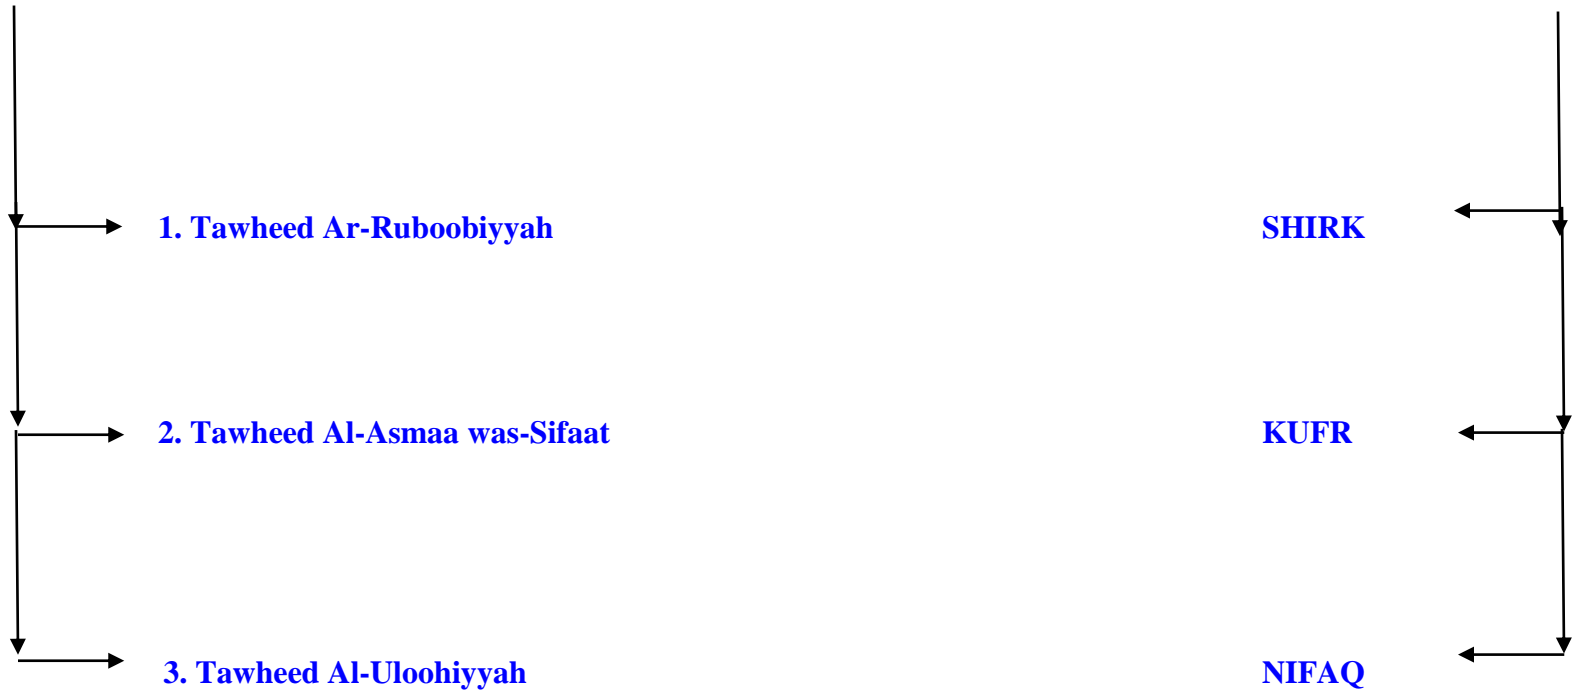 1. Tawheed Ar-Ruboobiyyah
SHIRK
2. Tawheed Al-Asmaa was-Sifaat
KUFR
3. Tawheed Al-Uloohiyyah
NIFAQ